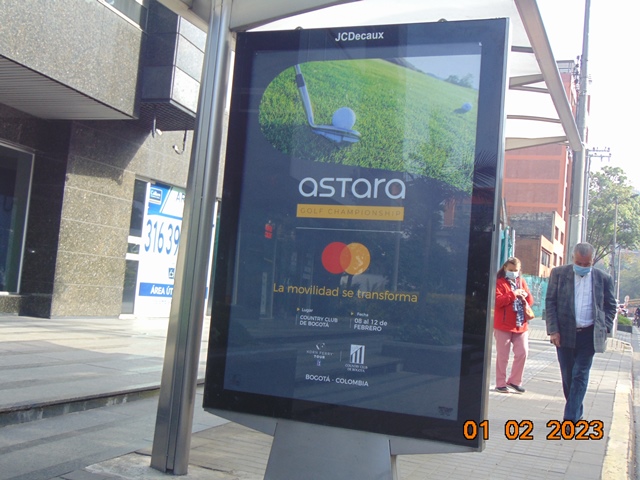 JCDecaux
astara
GOLF CHAMPIONSHIP
La movilidad se transforma
Lugar
COUNTRY CLUB
DE BOGOTÁ
Fecha
08 al 12 de
FEBRERO
BOGOTÁ - COLOMBIA
3163
ÁREA ÚT
01 02 2023